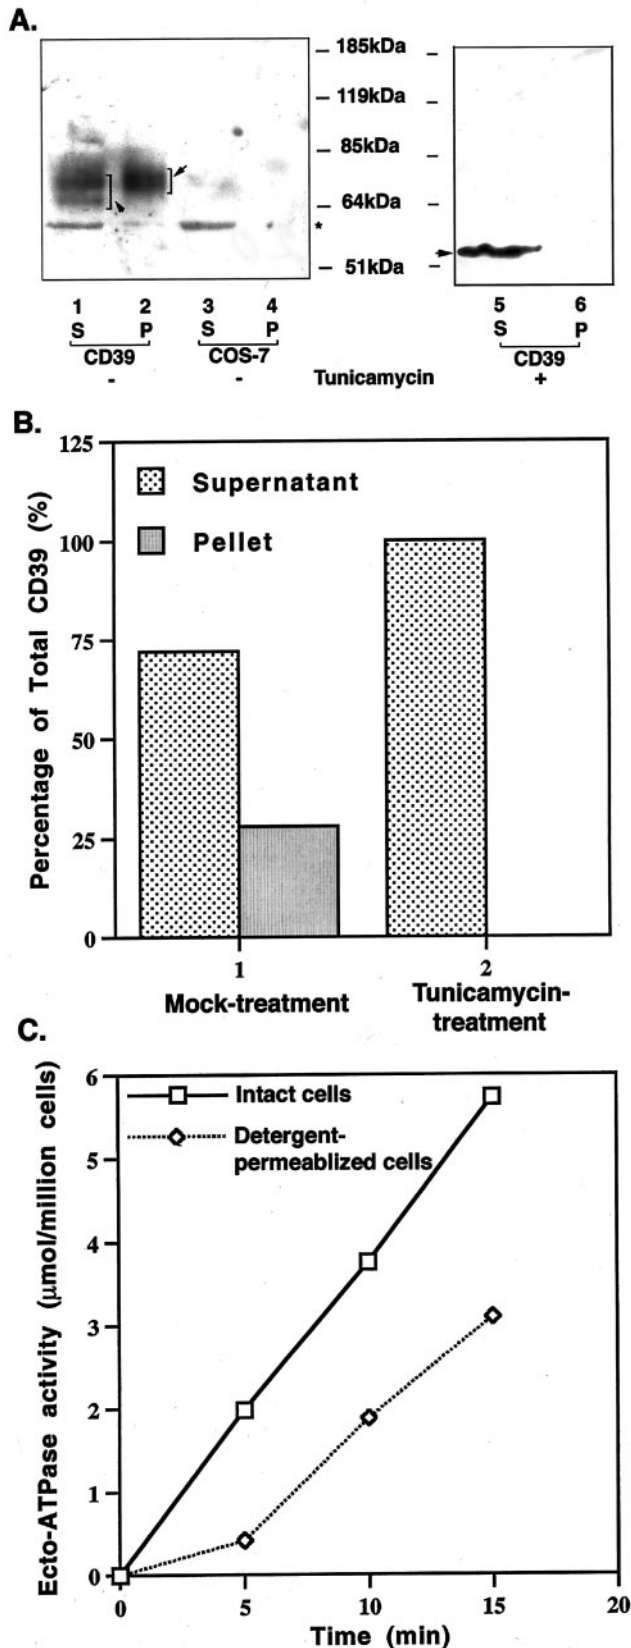 A.
185kDa
119kDa
85kDa
64kDa
*
51kDa
1 2 3 4 5 6
S P S P S P
CD39 COS-7 CD39
- - Tunicamycin +
B.
Percentage of Total CD39 (%)
125
100
75
50
25
0
Supernatant
Pellet
1 2
Mock-treatment
Tunicamycin-
treatment
C.
Ecto-ATPase activity (μmol/million cells)
6
5
4
3
2
1
0
Intact cells
Detergent-
permeablized cells
0 5 10 15 20
Time (min)